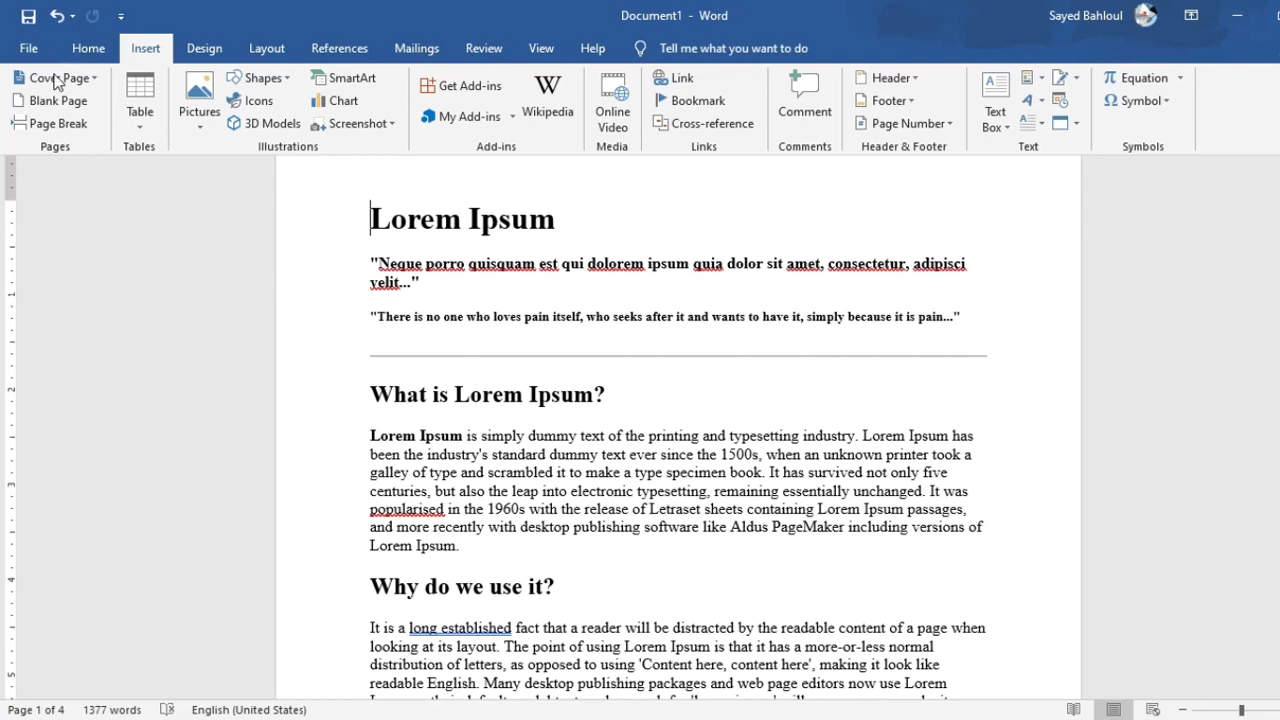 Document1 - Word
Sayed Bahloul
File Home Insert Design Layout References Mailings Review View Help Tell me what you want to do
Cover Page
Blank Page
Page Break
Pages
Table
Tables
Pictures
Shapes
Icons
3D Models
SmartArt
Chart
Screenshot
Illustrations
Get Add-ins
My Add-ins
W
Wikipedia
Add-ins
Online
Video
Media
Link
Bookmark
Cross-reference
Links
Comment
Comments
Header
Footer
Page Number
Header & Footer
Text
Box
Text
Equation
Symbol
Symbols
Lorem Ipsum
"Neque porro quisquam est qui dolorem ipsum quia dolor sit amet, consectetur, adipisci
velit..."
"There is no one who loves pain itself, who seeks after it and wants to have it, simply because it is pain..."
What is Lorem Ipsum?
Lorem Ipsum is simply dummy text of the printing and typesetting industry. Lorem Ipsum has
been the industry's standard dummy text ever since the 1500s, when an unknown printer took a
galley of type and scrambled it to make a type specimen book. It has survived not only five
centuries, but also the leap into electronic typesetting, remaining essentially unchanged. It was
popularised in the 1960s with the release of Letraset sheets containing Lorem Ipsum passages,
and more recently with desktop publishing software like Aldus PageMaker including versions of
Lorem Ipsum.
Why do we use it?
It is a long established fact that a reader will be distracted by the readable content of a page when
looking at its layout. The point of using Lorem Ipsum is that it has a more-or-less normal
distribution of letters, as opposed to using 'Content here, content here', making it look like
readable English. Many desktop publishing packages and web page editors now use Lorem
1
2
3
4
5
Page 1 of 4 1377 words English (United States)